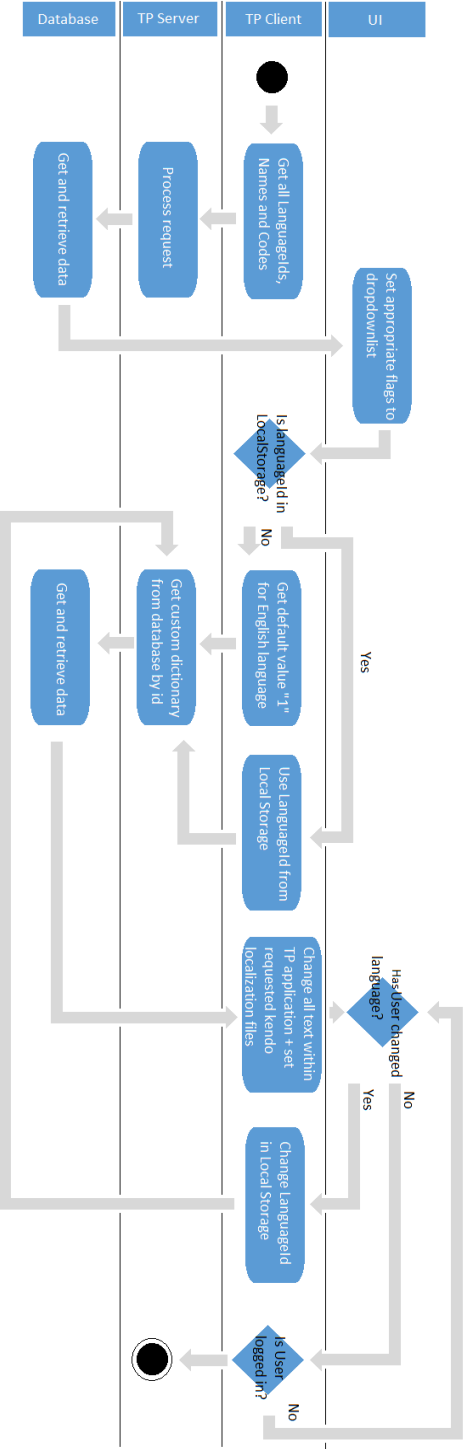 Database
TP Server
TP Client
UI
Get all LanguageIds,
Names and Codes
Process request
Get and retrieve data
Set appropriate flags to
dropdownlist
Is languageId in
LocalStorage?
No
Yes
Get default value "1"
for English language
Get custom dictionary
from database by id
Get and retrieve data
Use LanguageId from
Local Storage
Change all text within
TP application + set
requested kendo
localization files
Has User changed
language?
No
Yes
Change LanguageId
in Local Storage
Is User
logged in?
No